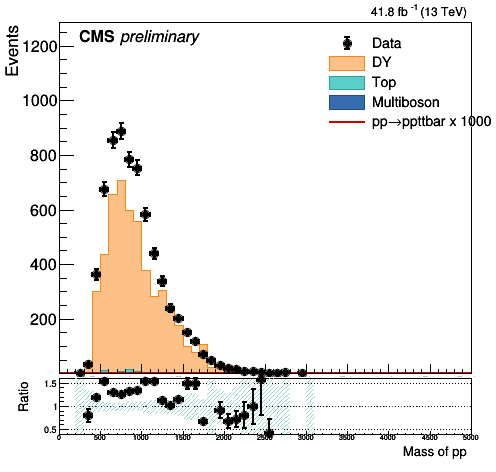 41.8 fb⁻¹ (13 TeV)
CMS preliminary
Events
1200
1000
800
600
400
200
Data
DY
Top
Multiboson
pp→ppttbar x 1000
Ratio
1.5
1
0.5
0 500 1000 1500 2000 2500 3000 3500 4000 4500 5000
Mass of pp